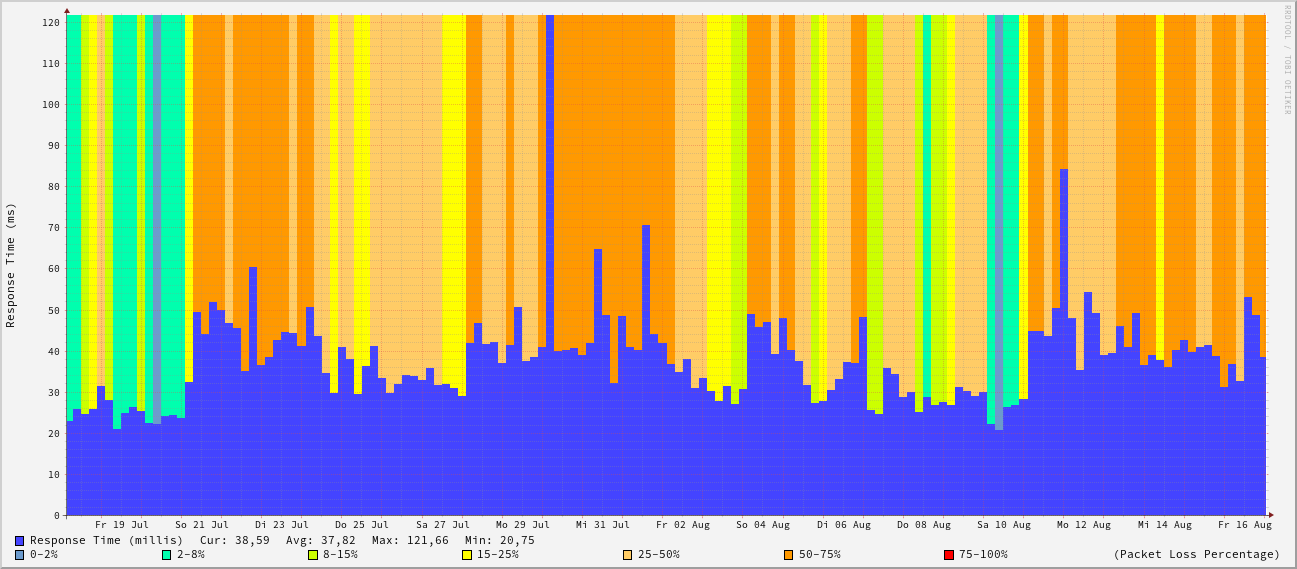 RRDTOOL / TOBI OETIKER
Response Time (ms)
120
110
100
90
80
70
60
50
40
30
20
10
0
Fr 19 Jul So 21 Jul Di 23 Jul Do 25 Jul Sa 27 Jul Mo 29 Jul Mi 31 Jul Fr 02 Aug So 04 Aug Di 06 Aug Do 08 Aug Sa 10 Aug Mo 12 Aug Mi 14 Aug Fr 16 Aug
Response Time (millis) Cur: 38,59 Avg: 37,82 Max: 121,66 Min: 20,75
0-2% 2-8% 8-15% 15-25% 25-50% 50-75% 75-100% (Packet Loss Percentage)